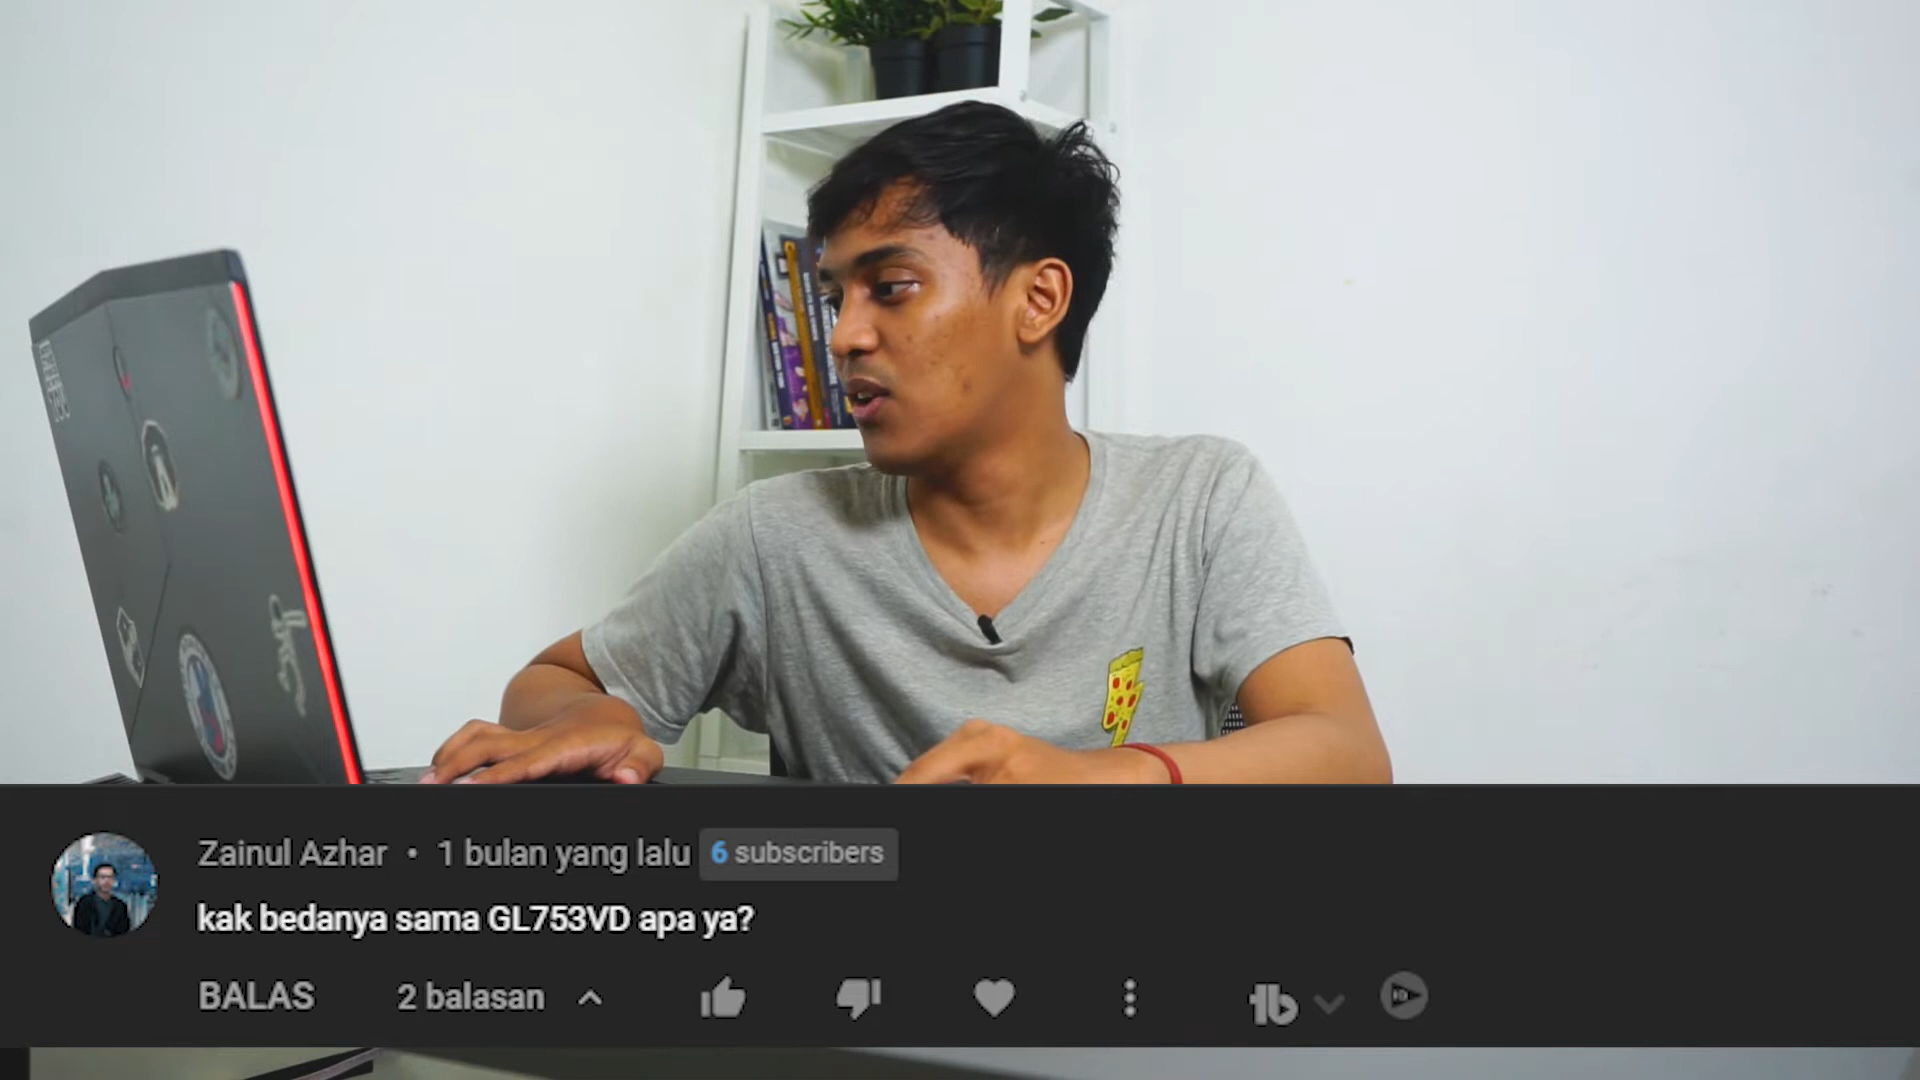 Zainul Azhar • 1 bulan yang lalu 6 subscribers
kak bedanya sama GL753VD apa ya?
BALAS 2 balasan